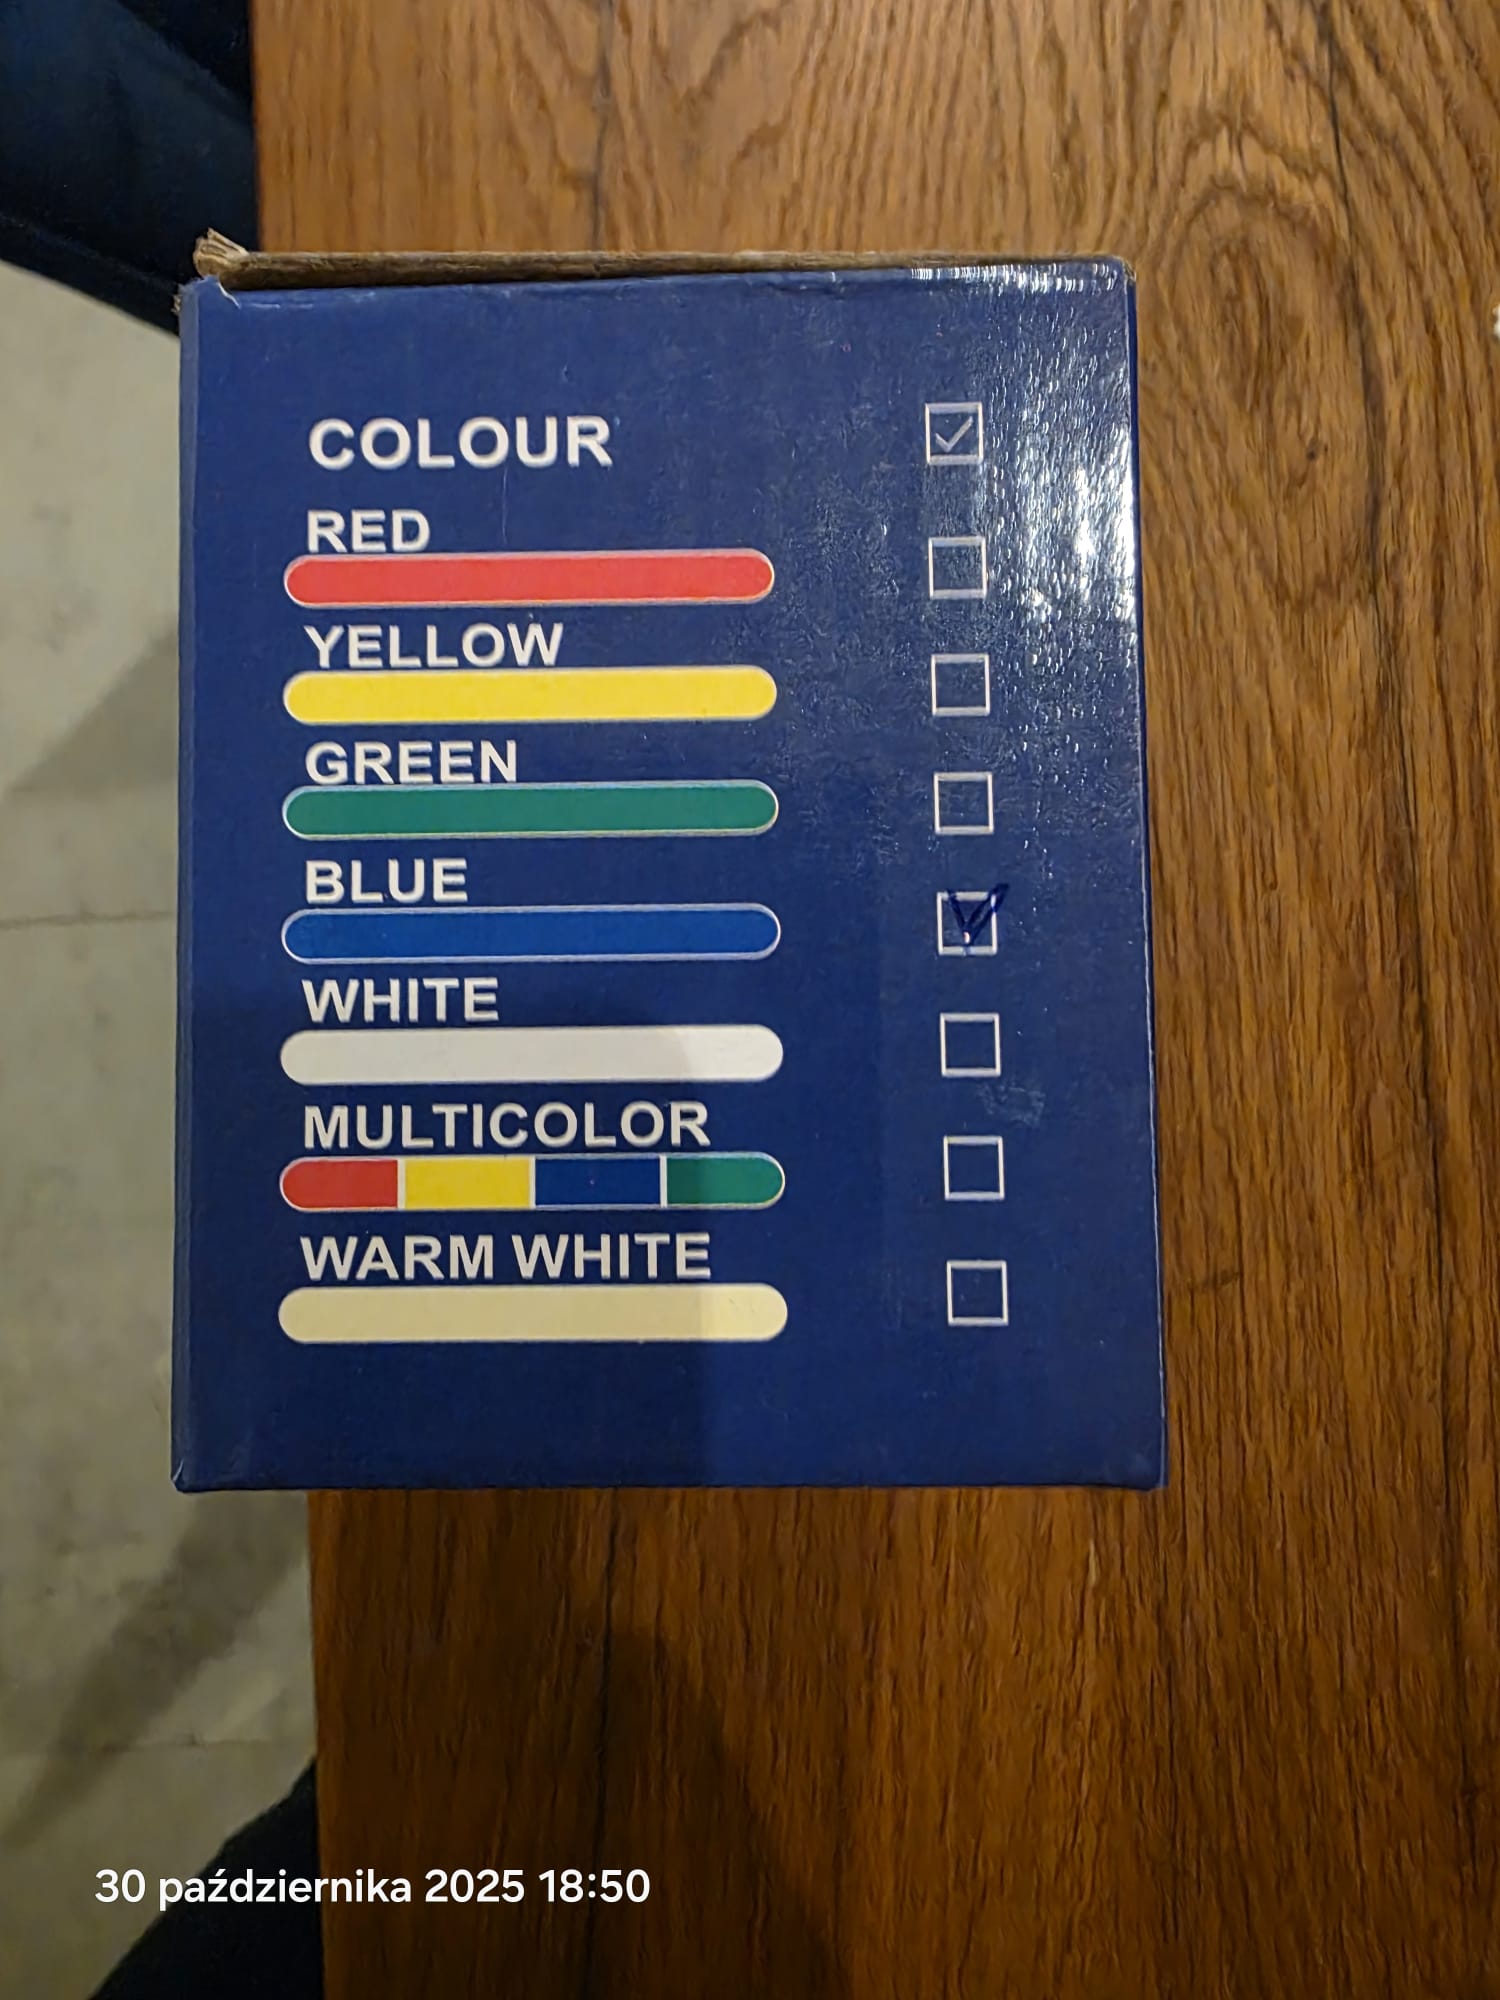 COLOUR
RED
YELLOW
GREEN
BLUE
WHITE
MULTICOLOR
WARM WHITE
30 października 2025 18:50